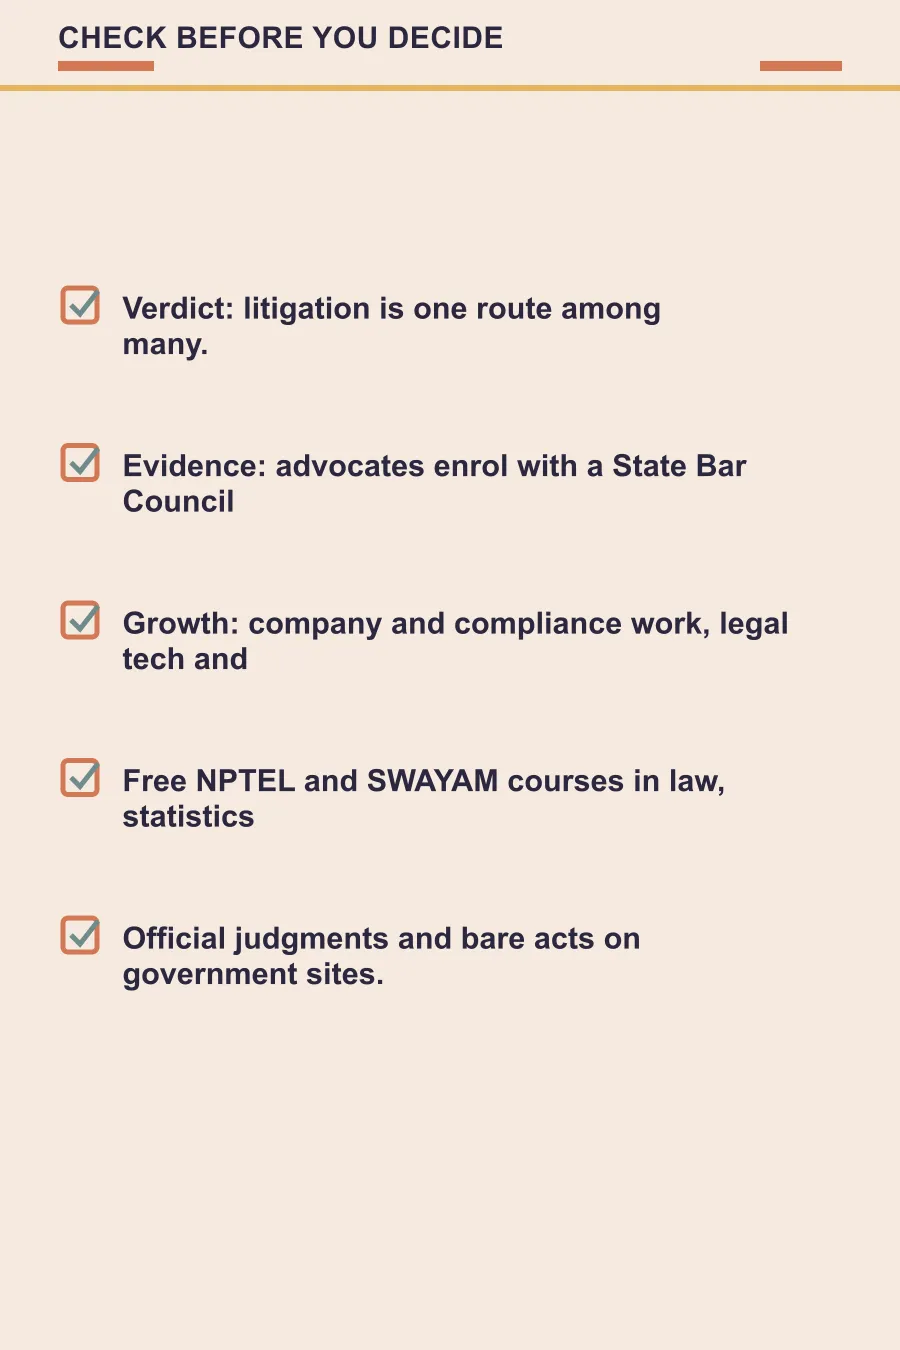 CHECK BEFORE YOU DECIDE
Verdict: litigation is one route among
many.
Evidence: advocates enrol with a State Bar
Council
Growth: company and compliance work, legal
tech and
Free NPTEL and SWAYAM courses in law,
statistics
Official judgments and bare acts on
government sites.